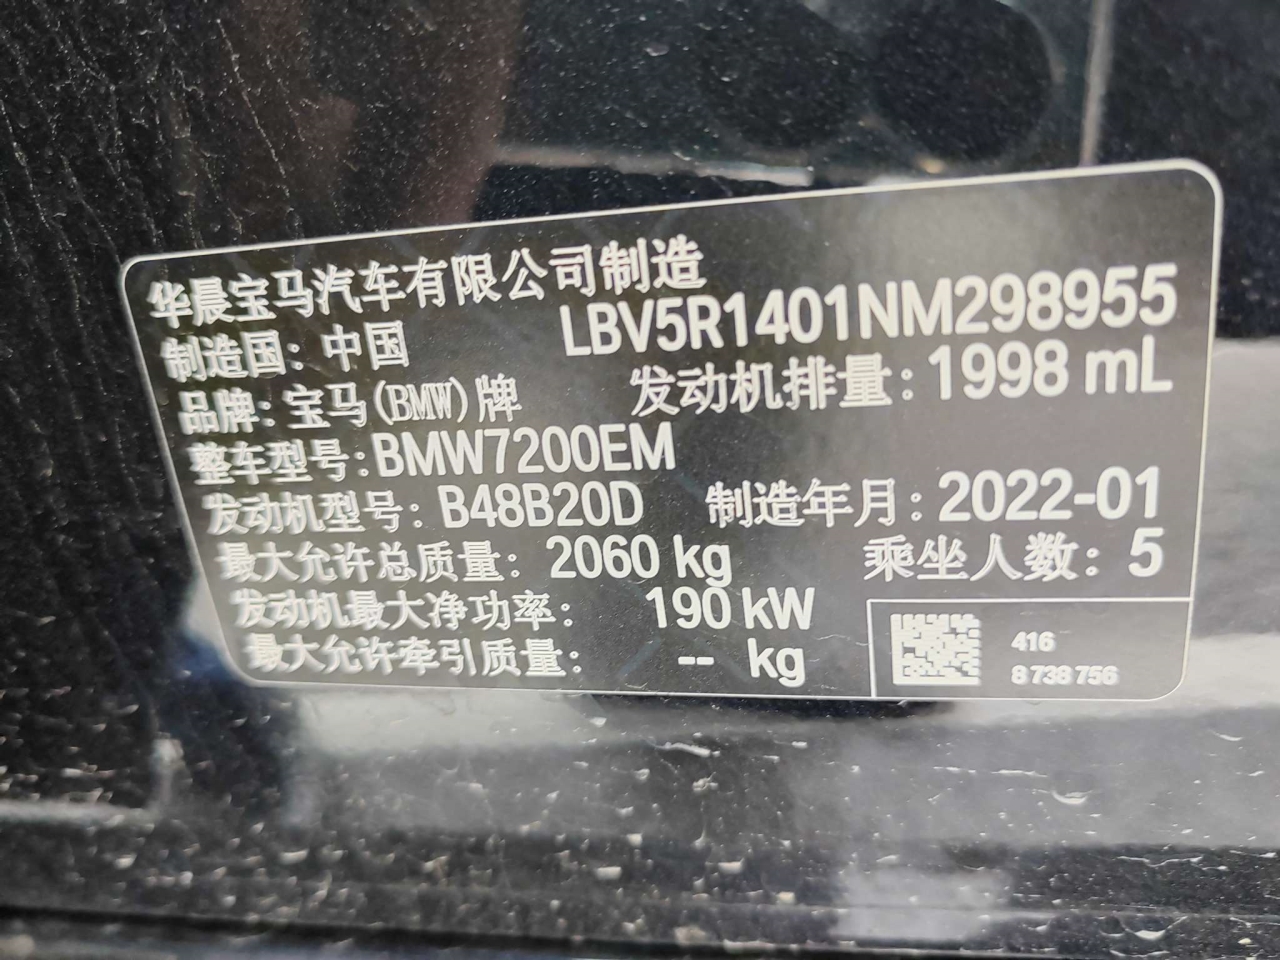 华晨宝马汽车有限公司制造
制造国：中国 LBV5R1401NM298955
品牌：宝马(BMW)牌 发动机排量：1998 mL
整车型号：BMW7200EM
发动机型号：B48B20D 制造年月：2022-01
最大允许总质量：2060 kg 乘坐人数：5
发动机最大净功率：190 kW
最大允许牵引质量：-- kg
416
8738756